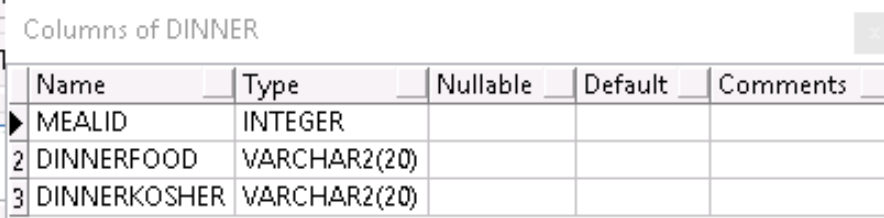 Columns of DINNER
x
Name Type Nullable Default Comments
MEALID INTEGER
2 DINNERFOOD VARCHAR2(20)
3 DINNERKOSHER VARCHAR2(20)